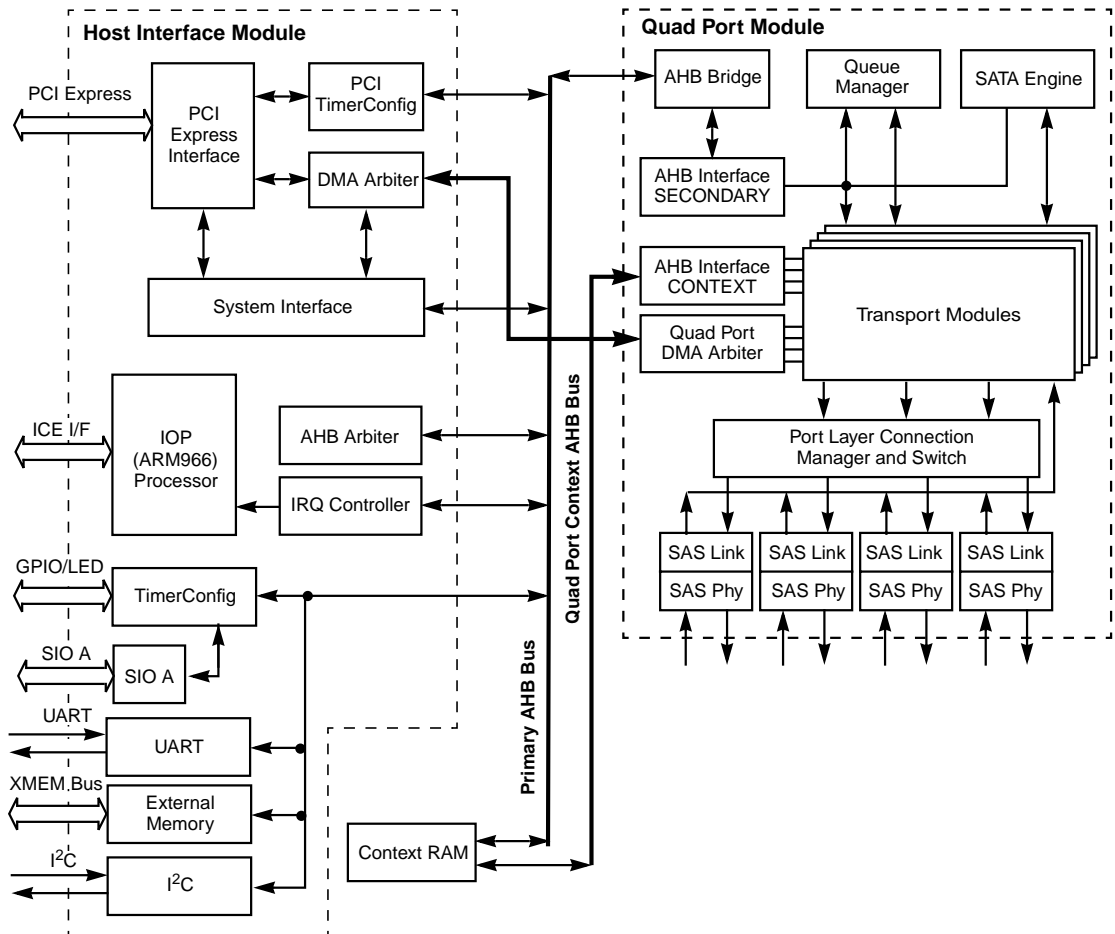 Host Interface Module
PCI Express
PCI
Express
Interface
PCI
TimerConfig
DMA Arbiter
System Interface
ICE I/F
IOP
(ARM966)
Processor
AHB Arbiter
IRQ Controller
GPIO/LED
TimerConfig
SIO A
SIO A
UART
UART
XMEM Bus
External
Memory
I²C
I²C
Context RAM
Primary AHB Bus
Quad Port Context AHB Bus
Quad Port Module
AHB Bridge
Queue
Manager
SATA Engine
AHB Interface
SECONDARY
AHB Interface
CONTEXT
Quad Port
DMA Arbiter
Transport Modules
Port Layer Connection
Manager and Switch
SAS Link
SAS Phy
SAS Link
SAS Phy
SAS Link
SAS Phy
SAS Link
SAS Phy